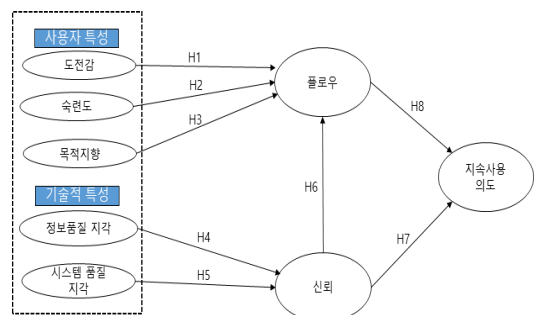 사용자 특성
도전감
숙련도
목적지향
기술적 특성
정보품질 지각
시스템 품질
지각
H1
H2
H3
H4
H5
플로우
H6
신뢰
H8
H7
지속사용
의도